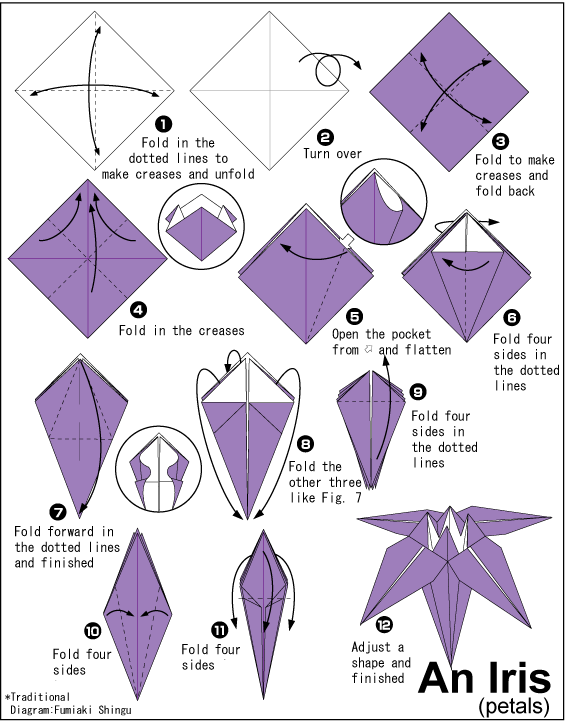 1
Fold in the
dotted lines to
make creases and unfold
2
Turn over
3
Fold to make
creases and
fold back
4
Fold in the creases
5
Open the pocket
from and flatten
6
Fold four
sides in
the dotted
lines
7
Fold forward in
the dotted lines
and finished
8
Fold the
other three
like Fig. 7
9
Fold four
sides in
the dotted
lines
10
Fold four
sides
11
Fold four
sides
12
Adjust a
shape and
finished
An Iris
(petals)
*Traditional
Diagram:Fumiaki Shingu